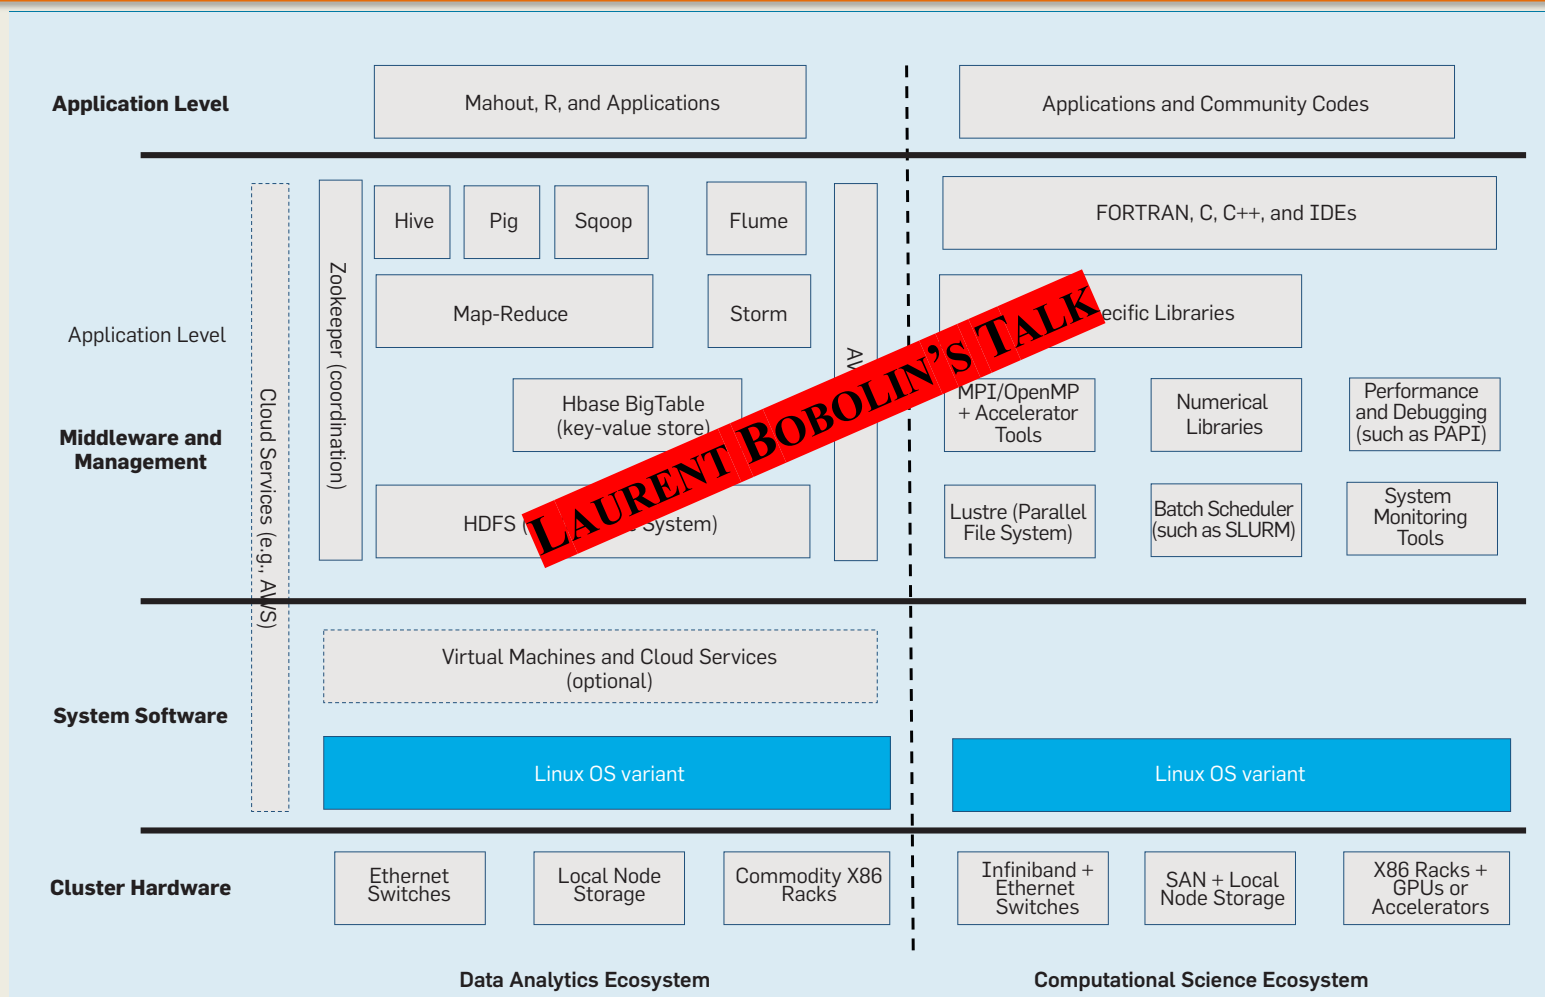 Application Level
Mahout, R, and Applications
Applications and Community Codes
Cloud Services (e.g., AWS)
Zookeeper (coordination)
Hive
Pig
Sqoop
Flume
FORTRAN, C, C++, and IDEs
Application Level
Map-Reduce
Storm
Libraries
Middleware and
Management
Hbase BigTable
(key-value store)
MPI/OpenMP
+ Accelerator
Tools
Numerical
Libraries
Performance
and Debugging
(such as PAPI)
HDFS (
System)
Lustre (Parallel
File System)
Batch Scheduler
(such as SLURM)
System
Monitoring
Tools
LAURENT BOBOLIN'S TALK
System Software
Virtual Machines and Cloud Services
(optional)
Linux OS variant
Linux OS variant
Cluster Hardware
Ethernet
Switches
Local Node
Storage
Commodity X86
Racks
Infiniband +
Ethernet
Switches
SAN + Local
Node Storage
X86 Racks +
GPUs or
Accelerators
Data Analytics Ecosystem
Computational Science Ecosystem